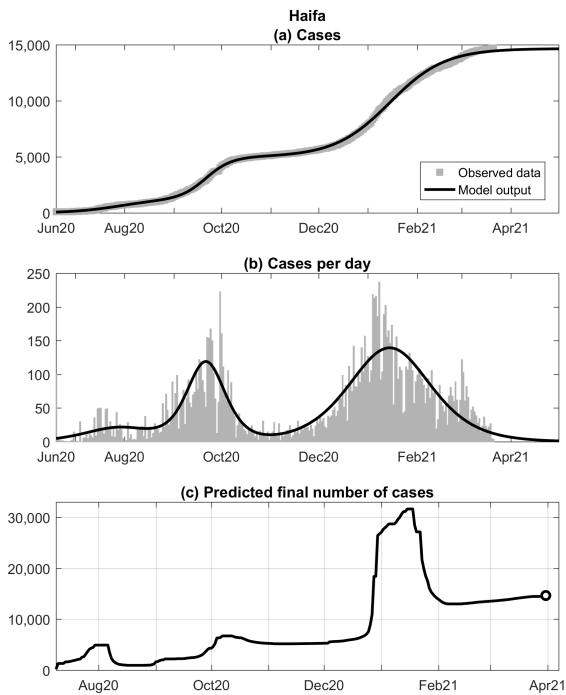 Haifa
(a) Cases
15,000
10,000
5,000
0
Observed data
Model output
Jun20 Aug20 Oct20 Dec20 Feb21 Apr21
(b) Cases per day
250
200
150
100
50
0
Jun20 Aug20 Oct20 Dec20 Feb21 Apr21
(c) Predicted final number of cases
30,000
20,000
10,000
0
Aug20 Oct20 Dec20 Feb21 Apr21